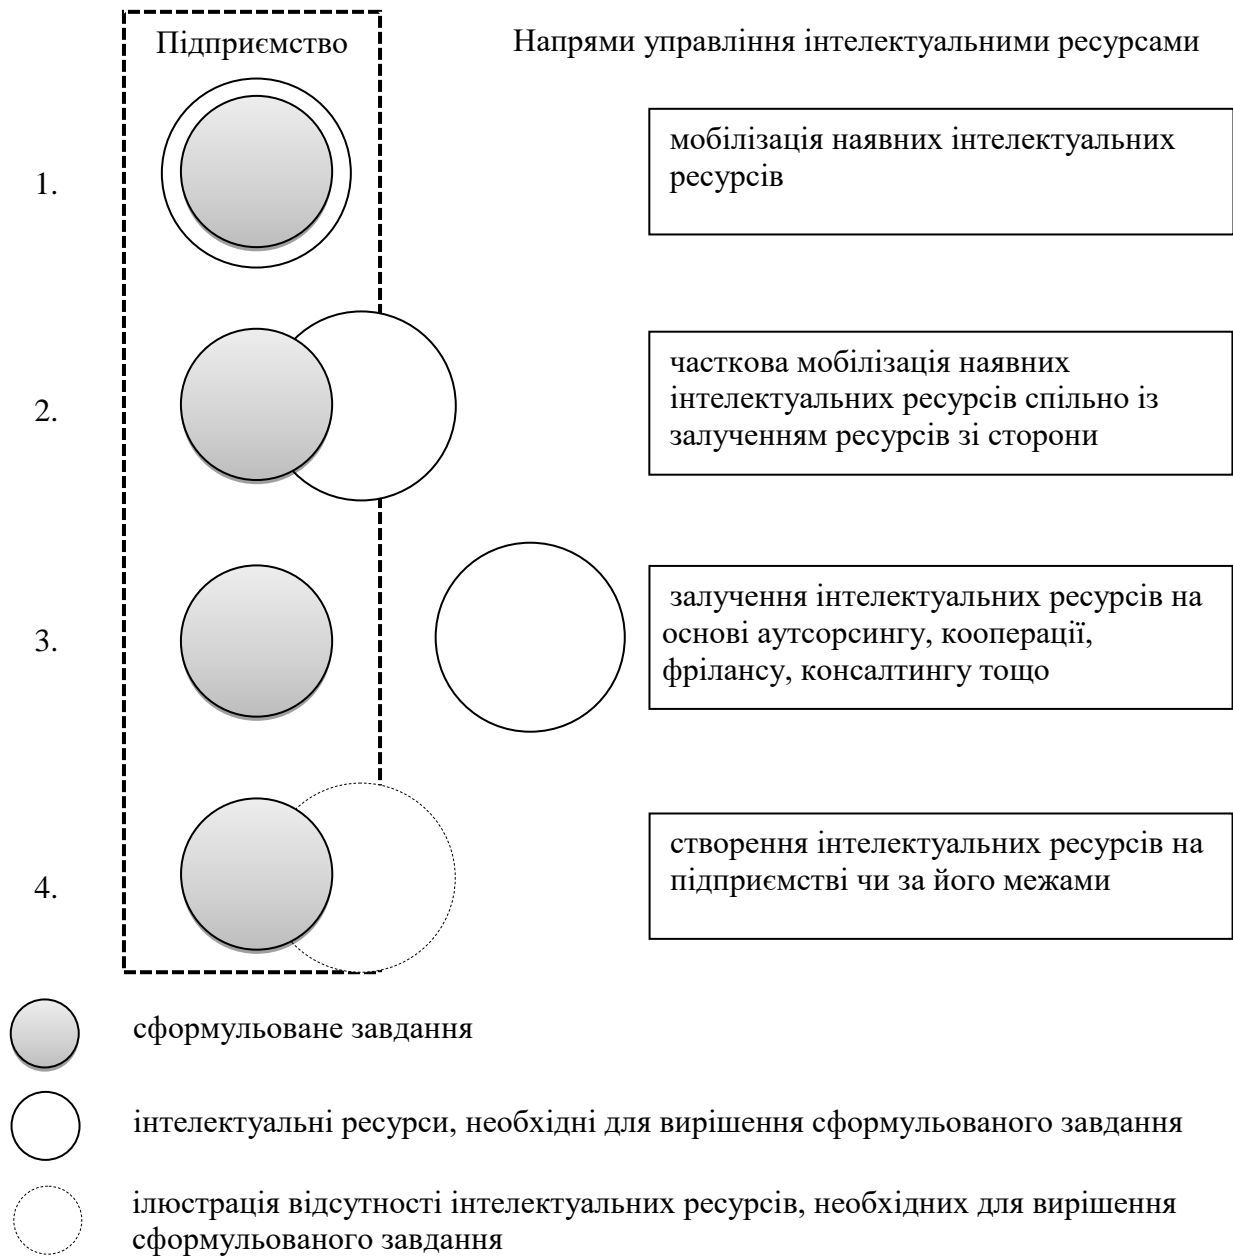 Підприємство
Напрями управління інтелектуальними ресурсами
1.
мобілізація наявних інтелектуальних
ресурсів
2.
часткова мобілізація наявних
інтелектуальних ресурсів спільно із
залученням ресурсів зі сторони
3.
залучення інтелектуальних ресурсів на
основі аутсорсингу, кооперації,
фрілансу, консалтингу тощо
4.
створення інтелектуальних ресурсів на
підприємстві чи за його межами
сформульоване завдання
інтелектуальні ресурси, необхідні для вирішення сформульованого завдання
ілюстрація відсутності інтелектуальних ресурсів, необхідних для вирішення
сформульованого завдання